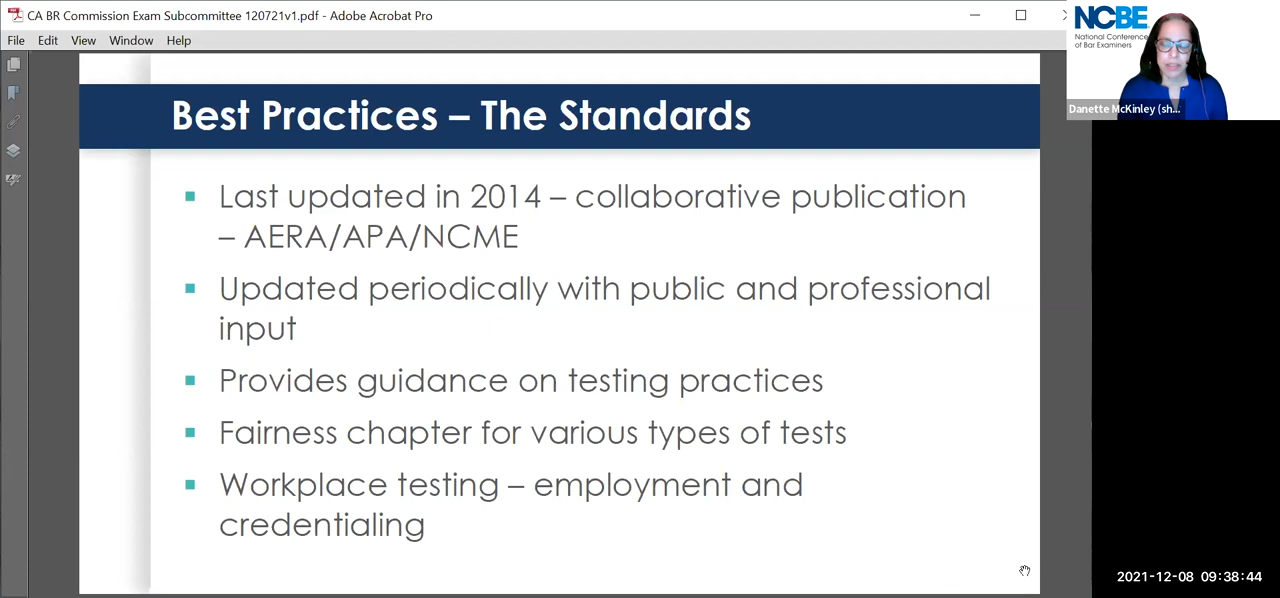 CA BR Commission Exam Subcommittee 120721v1.pdf - Adobe Acrobat Pro
File Edit View Window Help
NCBE
National Conference
of Bar Examiners
Danette McKinley (sh...
Best Practices – The Standards
▪ Last updated in 2014 – collaborative publication
– AERA/APA/NCME
▪ Updated periodically with public and professional
input
▪ Provides guidance on testing practices
▪ Fairness chapter for various types of tests
▪ Workplace testing – employment and
credentialing
2021-12-08 09:38:44